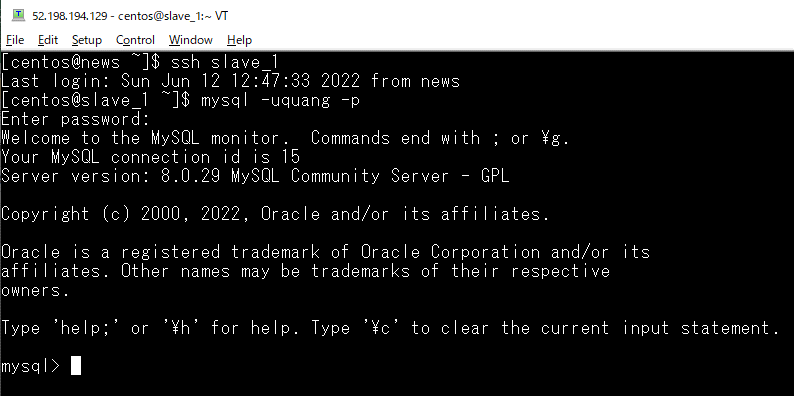 52.198.194.129 - centos@slave_1:~ VT
File Edit Setup Control Window Help
[centos@news ~]$ ssh slave_1
Last login: Sun Jun 12 12:47:33 2022 from news
[centos@slave_1 ~]$ mysql -uquang -p
Enter password:
Welcome to the MySQL monitor.  Commands end with ; or ¥g.
Your MySQL connection id is 15
Server version: 8.0.29 MySQL Community Server - GPL
Copyright (c) 2000, 2022, Oracle and/or its affiliates.
Oracle is a registered trademark of Oracle Corporation and/or its
affiliates. Other names may be trademarks of their respective
owners.
Type 'help;' or '¥h' for help. Type '¥c' to clear the current input statement.
mysql>